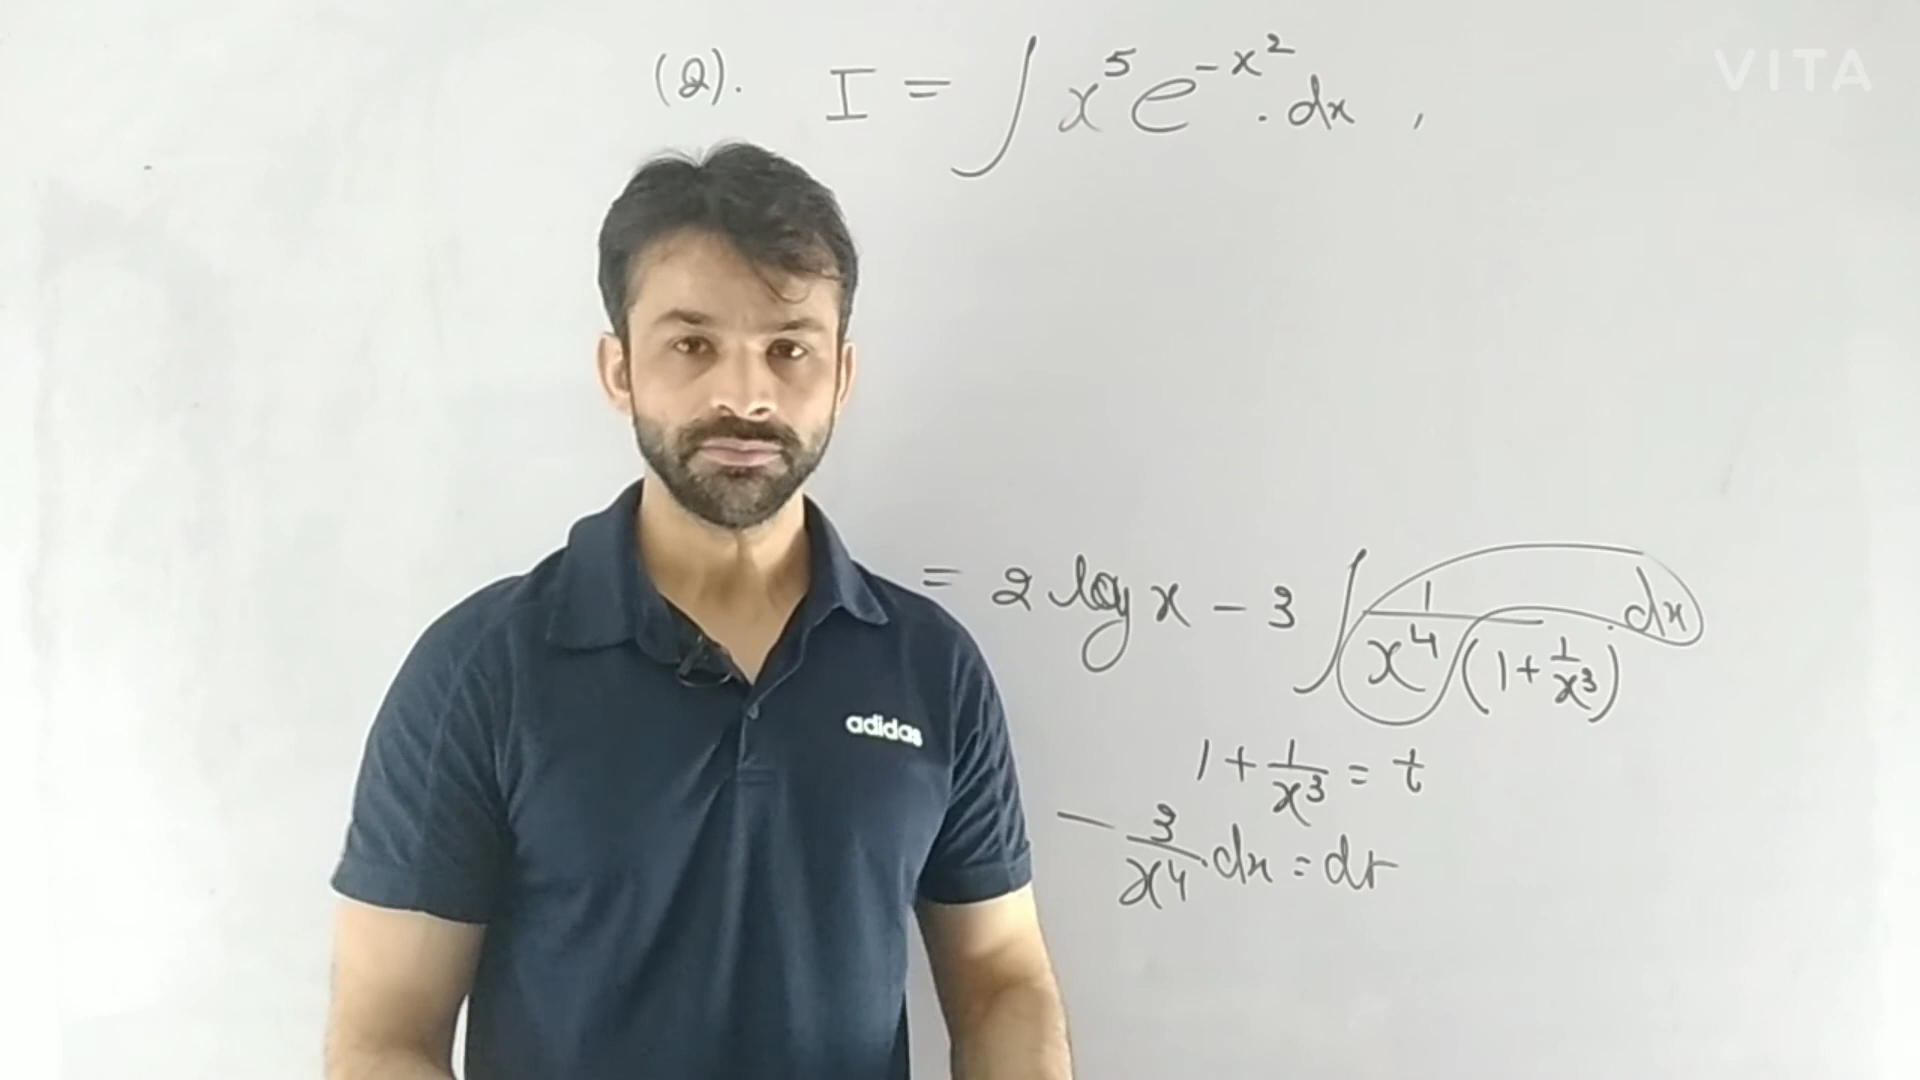 VITA
(2). I = ∫ x⁵ e^{-x²} . dx ,
= 2 log x - 3 ∫ 1/(x⁴ (1 + 1/x³)) . dx
adidas
1 + 1/x³ = t
- 3/x⁴ . dx = dt